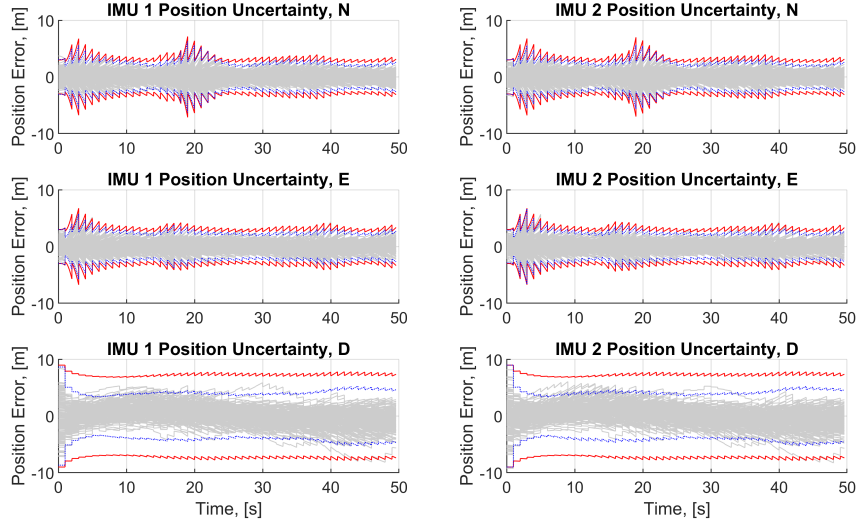 IMU 1 Position Uncertainty, N
Position Error, [m]
10
0
-10
0 10 20 30 40 50
IMU 2 Position Uncertainty, N
Position Error, [m]
10
0
-10
0 10 20 30 40 50
IMU 1 Position Uncertainty, E
Position Error, [m]
10
0
-10
0 10 20 30 40 50
IMU 2 Position Uncertainty, E
Position Error, [m]
10
0
-10
0 10 20 30 40 50
IMU 1 Position Uncertainty, D
Position Error, [m]
10
0
-10
0 10 20 30 40 50
Time, [s]
IMU 2 Position Uncertainty, D
Position Error, [m]
10
0
-10
0 10 20 30 40 50
Time, [s]